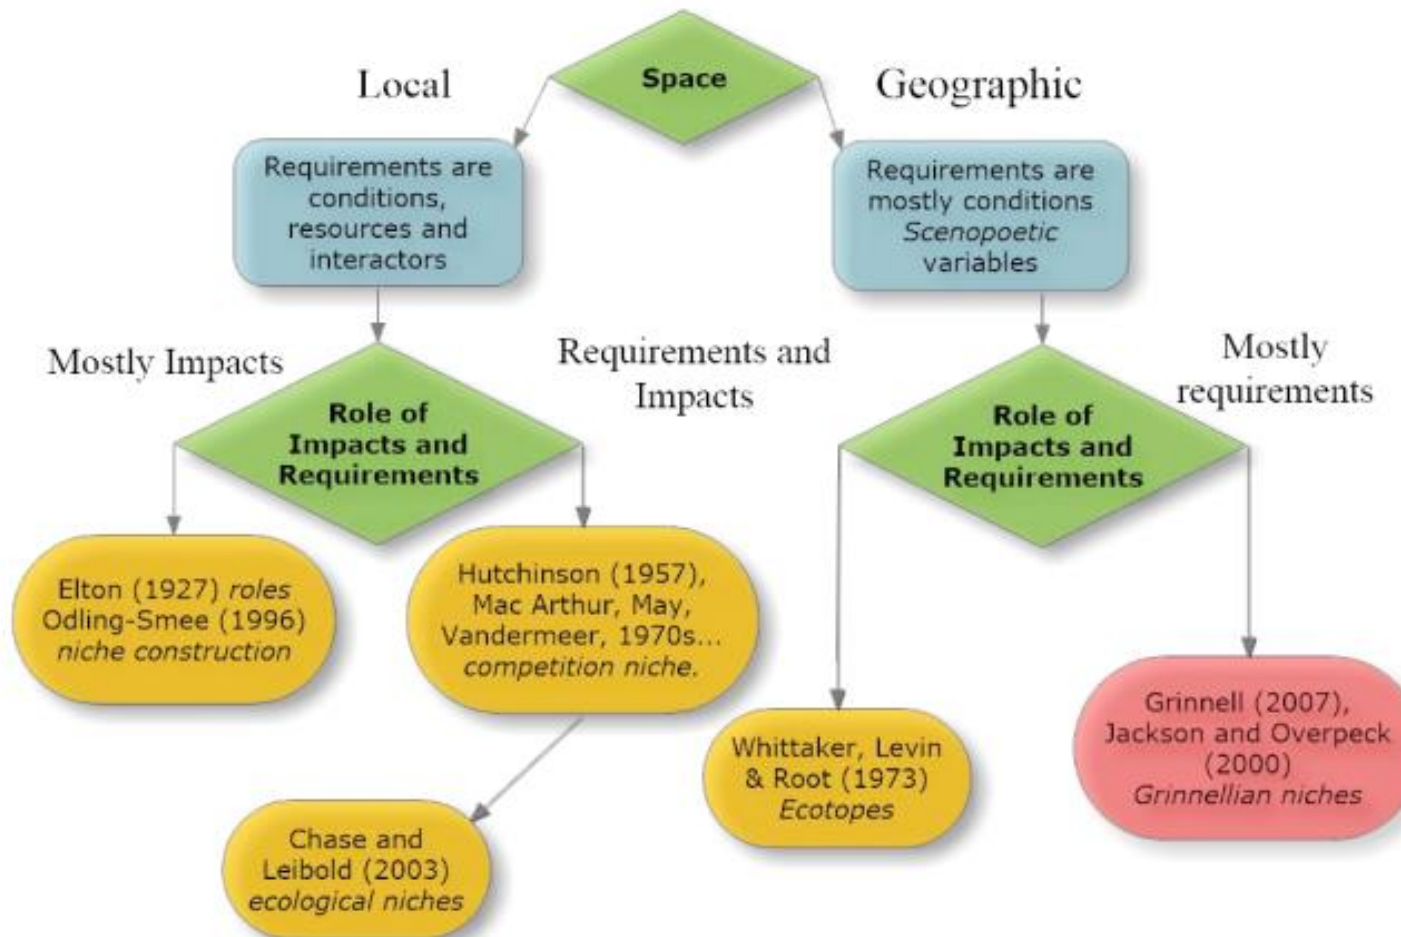 Space
Local
Geographic
Requirements are
conditions,
resources and
interactors
Requirements are
mostly conditions
Scenopoetic
variables
Mostly Impacts
Requirements and
Impacts
Mostly
requirements
Role of
Impacts and
Requirements
Role of
Impacts and
Requirements
Elton (1927) roles
Odling-Smee (1996)
niche construction
Hutchinson (1957),
Mac Arthur, May,
Vandermeer, 1970s...
competition niche.
Whittaker, Levin
& Root (1973)
Ecotopes
Grinnell (2007),
Jackson and Overpeck
(2000)
Grinnellian niches
Chase and
Leibold (2003)
ecological niches